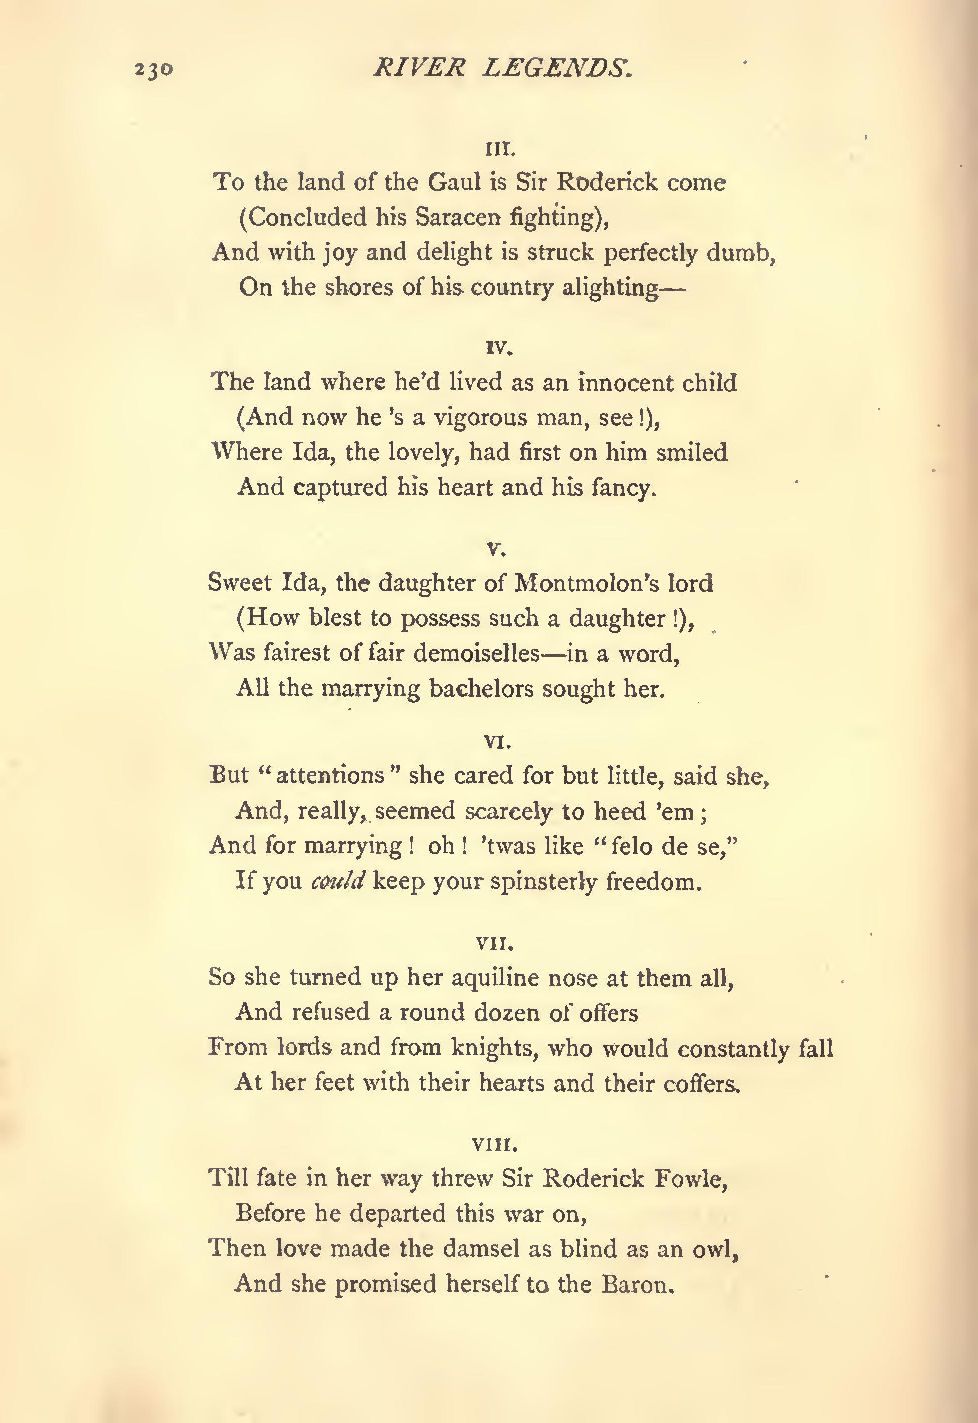 230 RIVER LEGENDS.
III.
To the land of the Gaul is Sir Roderick come
(Concluded his Saracen fighting),
And with joy and delight is struck perfectly dumb,
On the shores of his country alighting—
IV.
The land where he'd lived as an innocent child
(And now he 's a vigorous man, see !),
Where Ida, the lovely, had first on him smiled
And captured his heart and his fancy.
V.
Sweet Ida, the daughter of Montmolon's lord
(How blest to possess such a daughter !),
Was fairest of fair demoiselles—in a word,
All the marrying bachelors sought her.
VI.
But "attentions" she cared for but little, said she,
And, really, seemed scarcely to heed 'em ;
And for marrying ! oh ! 'twas like "felo de se,"
If you could keep your spinsterly freedom.
VII.
So she turned up her aquiline nose at them all,
And refused a round dozen of offers
From lords and from knights, who would constantly fall
At her feet with their hearts and their coffers.
VIII.
Till fate in her way threw Sir Roderick Fowle,
Before he departed this war on,
Then love made the damsel as blind as an owl,
And she promised herself to the Baron.